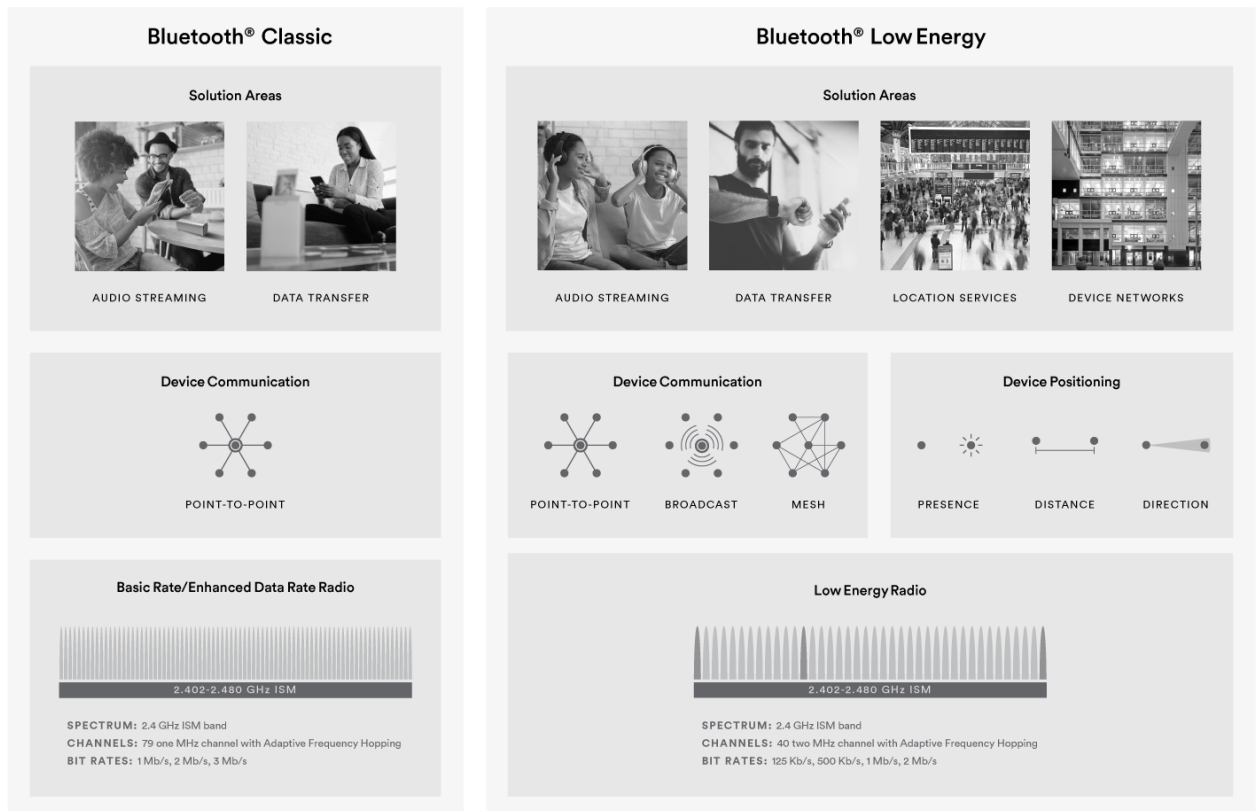 Bluetooth® Classic
Solution Areas
AUDIO STREAMING
DATA TRANSFER
Device Communication
POINT-TO-POINT
Basic Rate/Enhanced Data Rate Radio
2.402-2.480 GHz ISM
SPECTRUM: 2.4 GHz ISM band
CHANNELS: 79 one MHz channel with Adaptive Frequency Hopping
BIT RATES: 1 Mb/s, 2 Mb/s, 3 Mb/s
Bluetooth® Low Energy
Solution Areas
AUDIO STREAMING
DATA TRANSFER
LOCATION SERVICES
DEVICE NETWORKS
Device Communication
POINT-TO-POINT
BROADCAST
MESH
Device Positioning
PRESENCE
DISTANCE
DIRECTION
Low Energy Radio
2.402-2.480 GHz ISM
SPECTRUM: 2.4 GHz ISM band
CHANNELS: 40 two MHz channel with Adaptive Frequency Hopping
BIT RATES: 125 Kb/s, 500 Kb/s, 1 Mb/s, 2 Mb/s